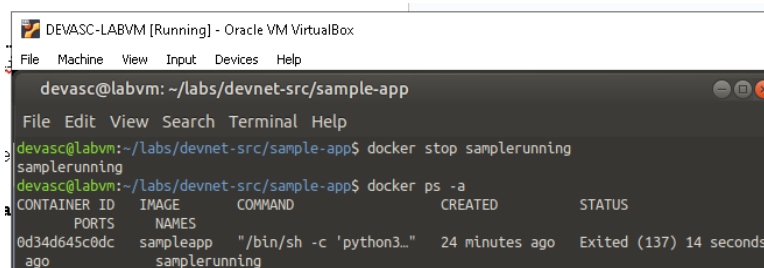 DEVASC-LABVM [Running] - Oracle VM VirtualBox
File Machine View Input Devices Help
devasc@labvm: ~/labs/devnet-src/sample-app
File Edit View Search Terminal Help
devasc@labvm:~/labs/devnet-src/sample-app$ docker stop samplerunning
samplerunning
devasc@labvm:~/labs/devnet-src/sample-app$ docker ps -a
CONTAINER ID IMAGE COMMAND CREATED STATUS
PORTS NAMES
0d34d645c0dc sampleapp "/bin/sh -c 'python3…" 24 minutes ago Exited (137) 14 seconds
ago samplerunning